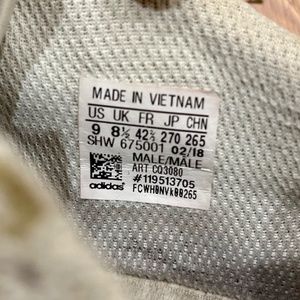 MADE IN VIETNAM
US UK FR JP CHN
9 8½ 42⅔ 270 265
SHW 675001 02/18
MALE/MALE
ART CQ3080
#119513705
adidas FCWH0NVk00265